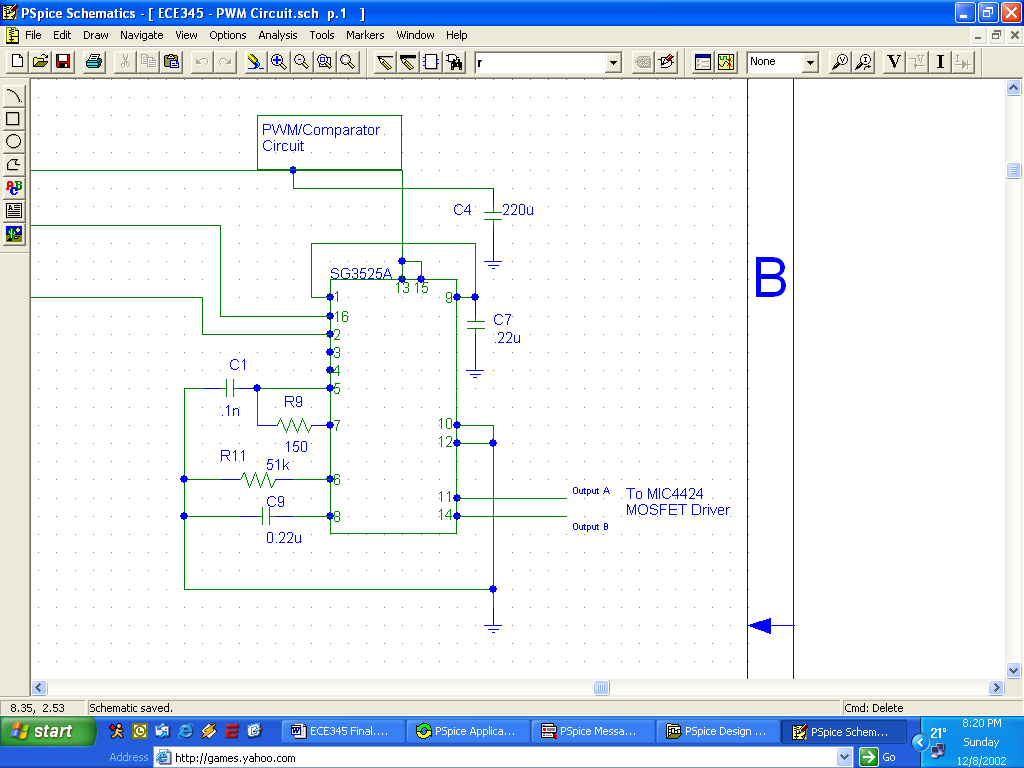 PSpice Schematics - [ ECE345 - PWM Circuit.sch p.1 ]
File Edit Draw Navigate View Options Analysis Tools Markers Window Help
r
None
V
V
I
I
V
I
ABC
PWM/Comparator
Circuit
C4
220u
SG3525A
13 15
1
9
16
C7
2
.22u
3
4
C1
5
.1n
R9
7
10
150
12
R11
51k
6
C9
8
0.22u
11
14
Output A
To MIC4424
MOSFET Driver
Output B
B
8.35, 2.53
Schematic saved.
Cmd: Delete
start
ECE345 Final....
PSpice Applica...
PSpice Messa...
PSpice Design ...
PSpice Schem...
21°
8:20 PM
Sunday
12/8/2002
Address
http://games.yahoo.com
Go